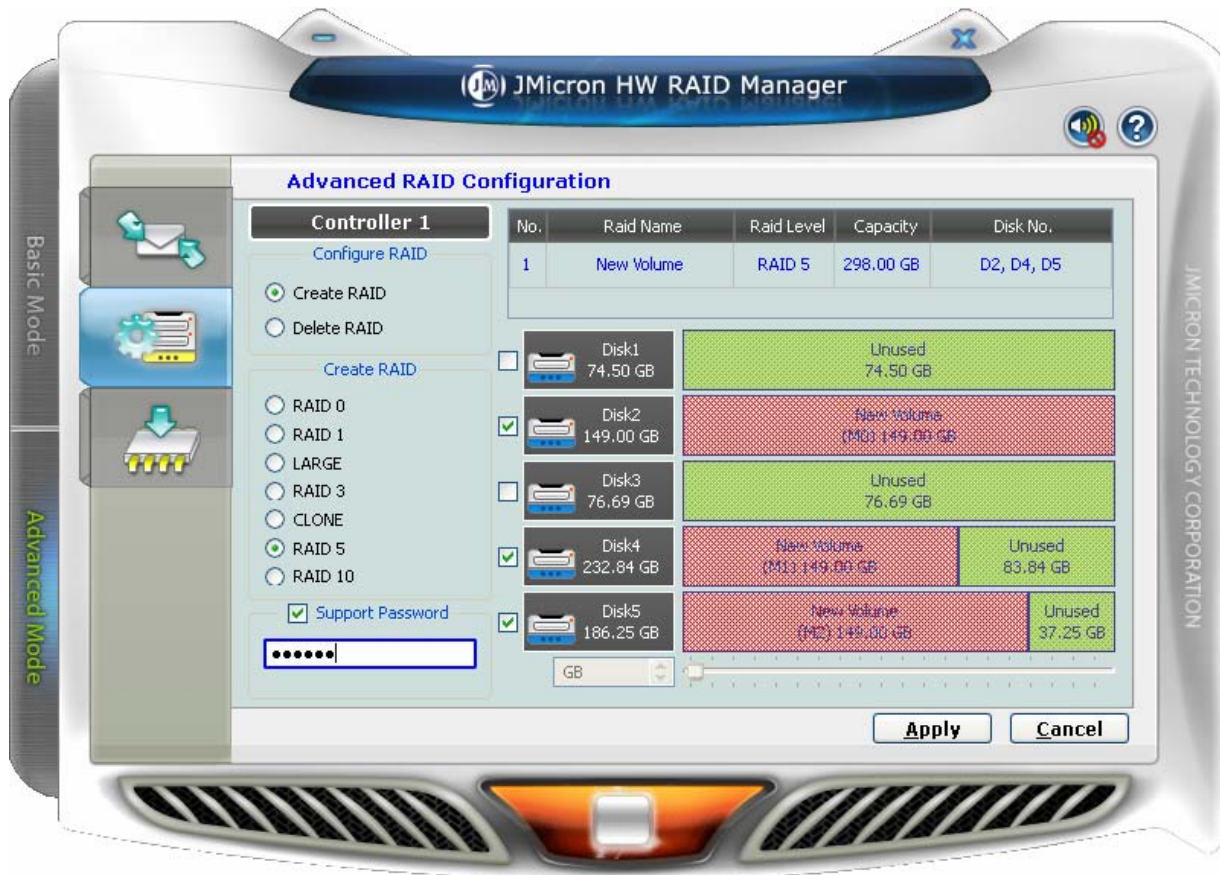 JM JMicron HW RAID Manager
Advanced RAID Configuration
Basic Mode
Advanced Mode
Controller 1
Configure RAID
Create RAID
Delete RAID
Create RAID
RAID 0
RAID 1
LARGE
RAID 3
CLONE
RAID 5
RAID 10
Support Password
No. Raid Name Raid Level Capacity Disk No.
1 New Volume RAID 5 298.00 GB D2, D4, D5
Disk1
74.50 GB
Unused
74.50 GB
Disk2
149.00 GB
New Volume
(M0) 149.00 GB
Disk3
76.69 GB
Unused
76.69 GB
Disk4
232.84 GB
New Volume
(M1) 149.00 GB
Unused
83.84 GB
Disk5
186.25 GB
New Volume
(M2) 149.00 GB
Unused
37.25 GB
GB
Apply Cancel
JMICRON TECHNOLOGY CORPORATION